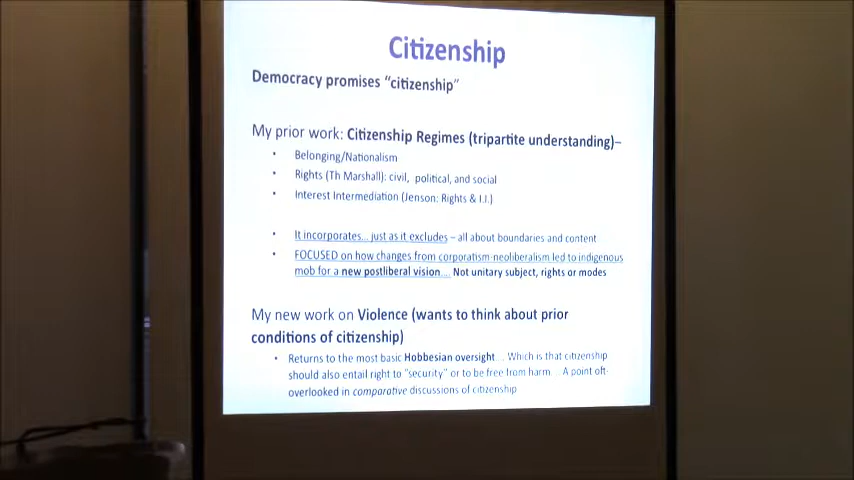 Citizenship
Democracy promises "citizenship"
My prior work: Citizenship Regimes (tripartite understanding)–
• Belonging/Nationalism
• Rights (Th Marshall): civil, political, and social
• Interest Intermediation (Jenson: Rights & I.I.)
• It incorporates... just as it excludes – all about boundaries and content
• FOCUSED on how changes from corporatism-neoliberalism led to indigenous
mob for a new postliberal vision.... Not unitary subject, rights or modes
My new work on Violence (wants to think about prior
conditions of citizenship)
• Returns to the most basic Hobbesian oversight... Which is that citizenship
should also entail right to "security" or to be free from harm... A point oft-
overlooked in comparative discussions of citizenship